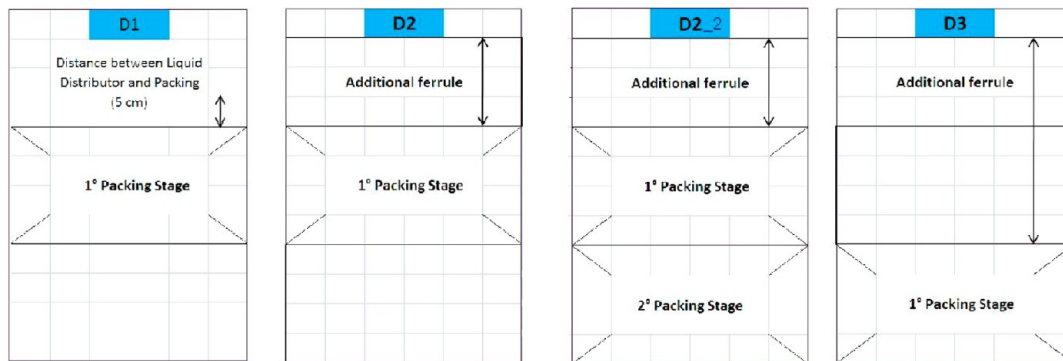 D1
Distance between Liquid
Distributor and Packing
(5 cm)
1° Packing Stage
D2
Additional ferrule
1° Packing Stage
D2_2
Additional ferrule
1° Packing Stage
2° Packing Stage
D3
Additional ferrule
1° Packing Stage